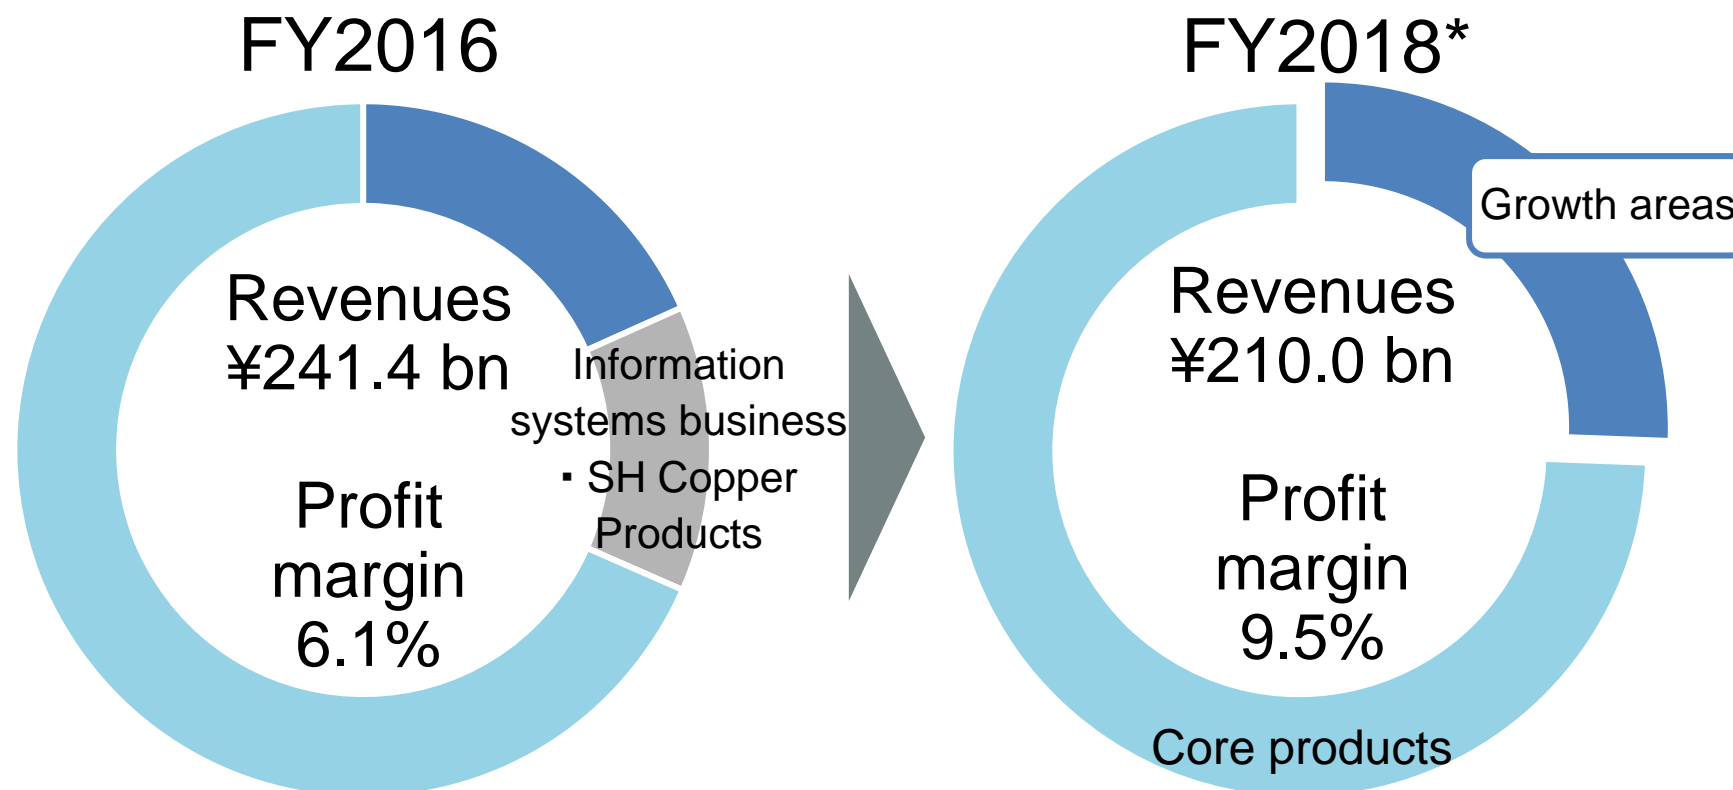 FY2016
Revenues
¥241.4 bn
Profit
margin
6.1%
Information
systems business
・SH Copper
Products
FY2018*
Growth areas
Revenues
¥210.0 bn
Profit
margin
9.5%
Core products